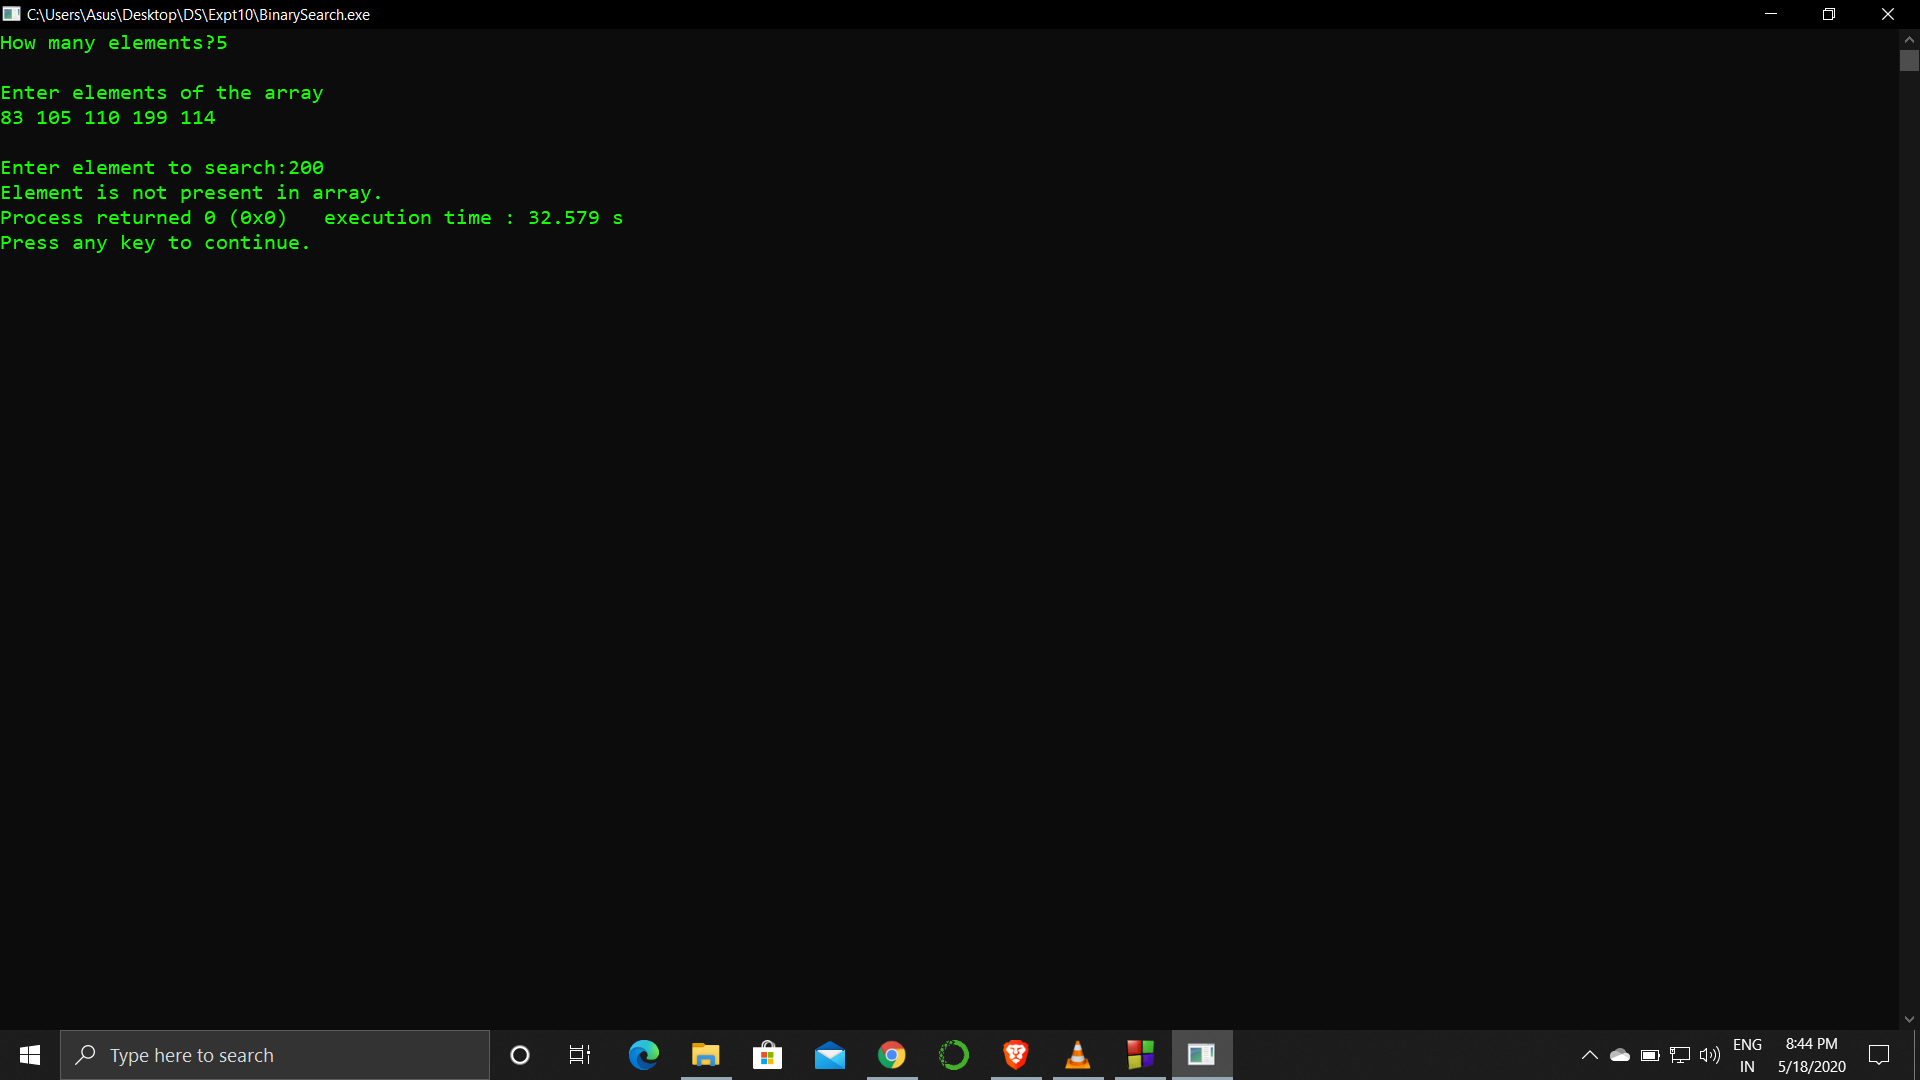 C:\Users\Asus\Desktop\DS\Expt10\BinarySearch.exe
How many elements?5
Enter elements of the array
83 105 110 199 114
Enter element to search:200
Element is not present in array.
Process returned 0 (0x0)   execution time : 32.579 s
Press any key to continue.
Type here to search
ENG
IN
8:44 PM
5/18/2020